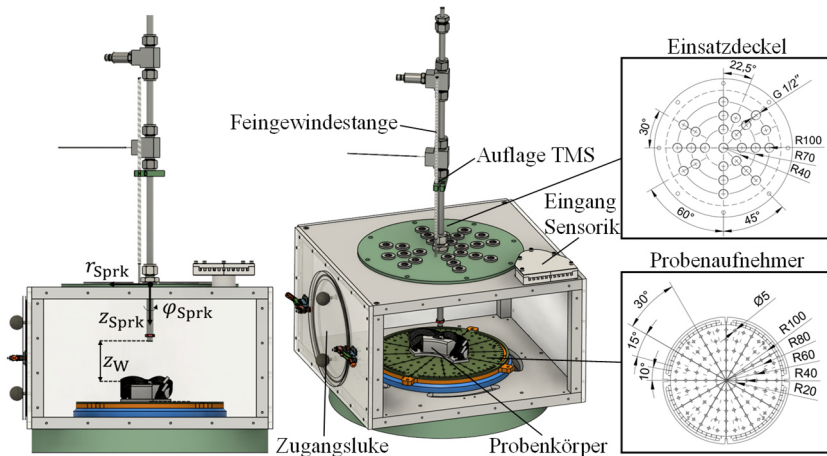 Einsatzdeckel
22,5°
G 1/2"
30°
R100
R70
R40
60°
45°
Feingewindestange
Auflage TMS
Eingang
Sensorik
r_Sprk
z_Sprk
φ_Sprk
z_W
Zugangsluke
Probenkörper
Probenaufnehmer
30°
15°
10°
Ø5
R100
R80
R60
R40
R20